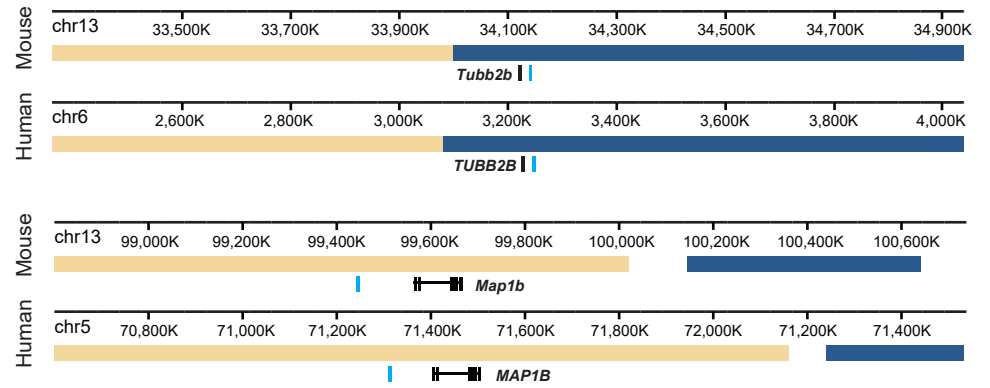 Mouse
chr13
33,500K 33,700K 33,900K 34,100K 34,300K 34,500K 34,700K 34,900K
Tubb2b
Human
chr6
2,600K 2,800K 3,000K 3,200K 3,400K 3,600K 3,800K 4,000K
TUBB2B
Mouse
chr13
99,000K 99,200K 99,400K 99,600K 99,800K 100,000K 100,200K 100,400K 100,600K
Map1b
Human
chr5
70,800K 71,000K 71,200K 71,400K 71,600K 71,800K 72,000K 71,200K 71,400K
MAP1B